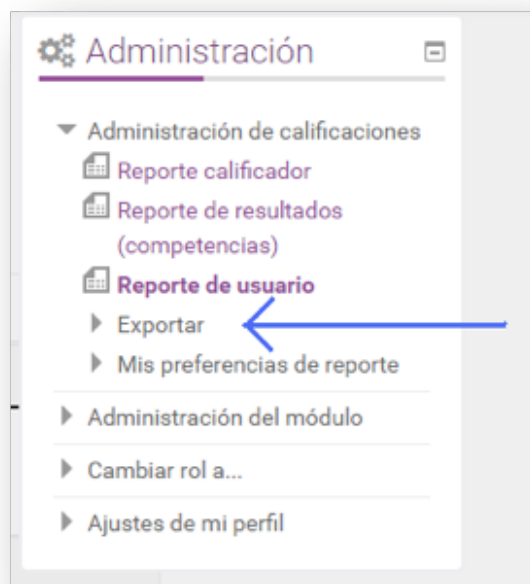 Administración
Administración de calificaciones
Reporte calificador
Reporte de resultados
(competencias)
Reporte de usuario
Exportar
Mis preferencias de reporte
Administración del módulo
Cambiar rol a...
Ajustes de mi perfil